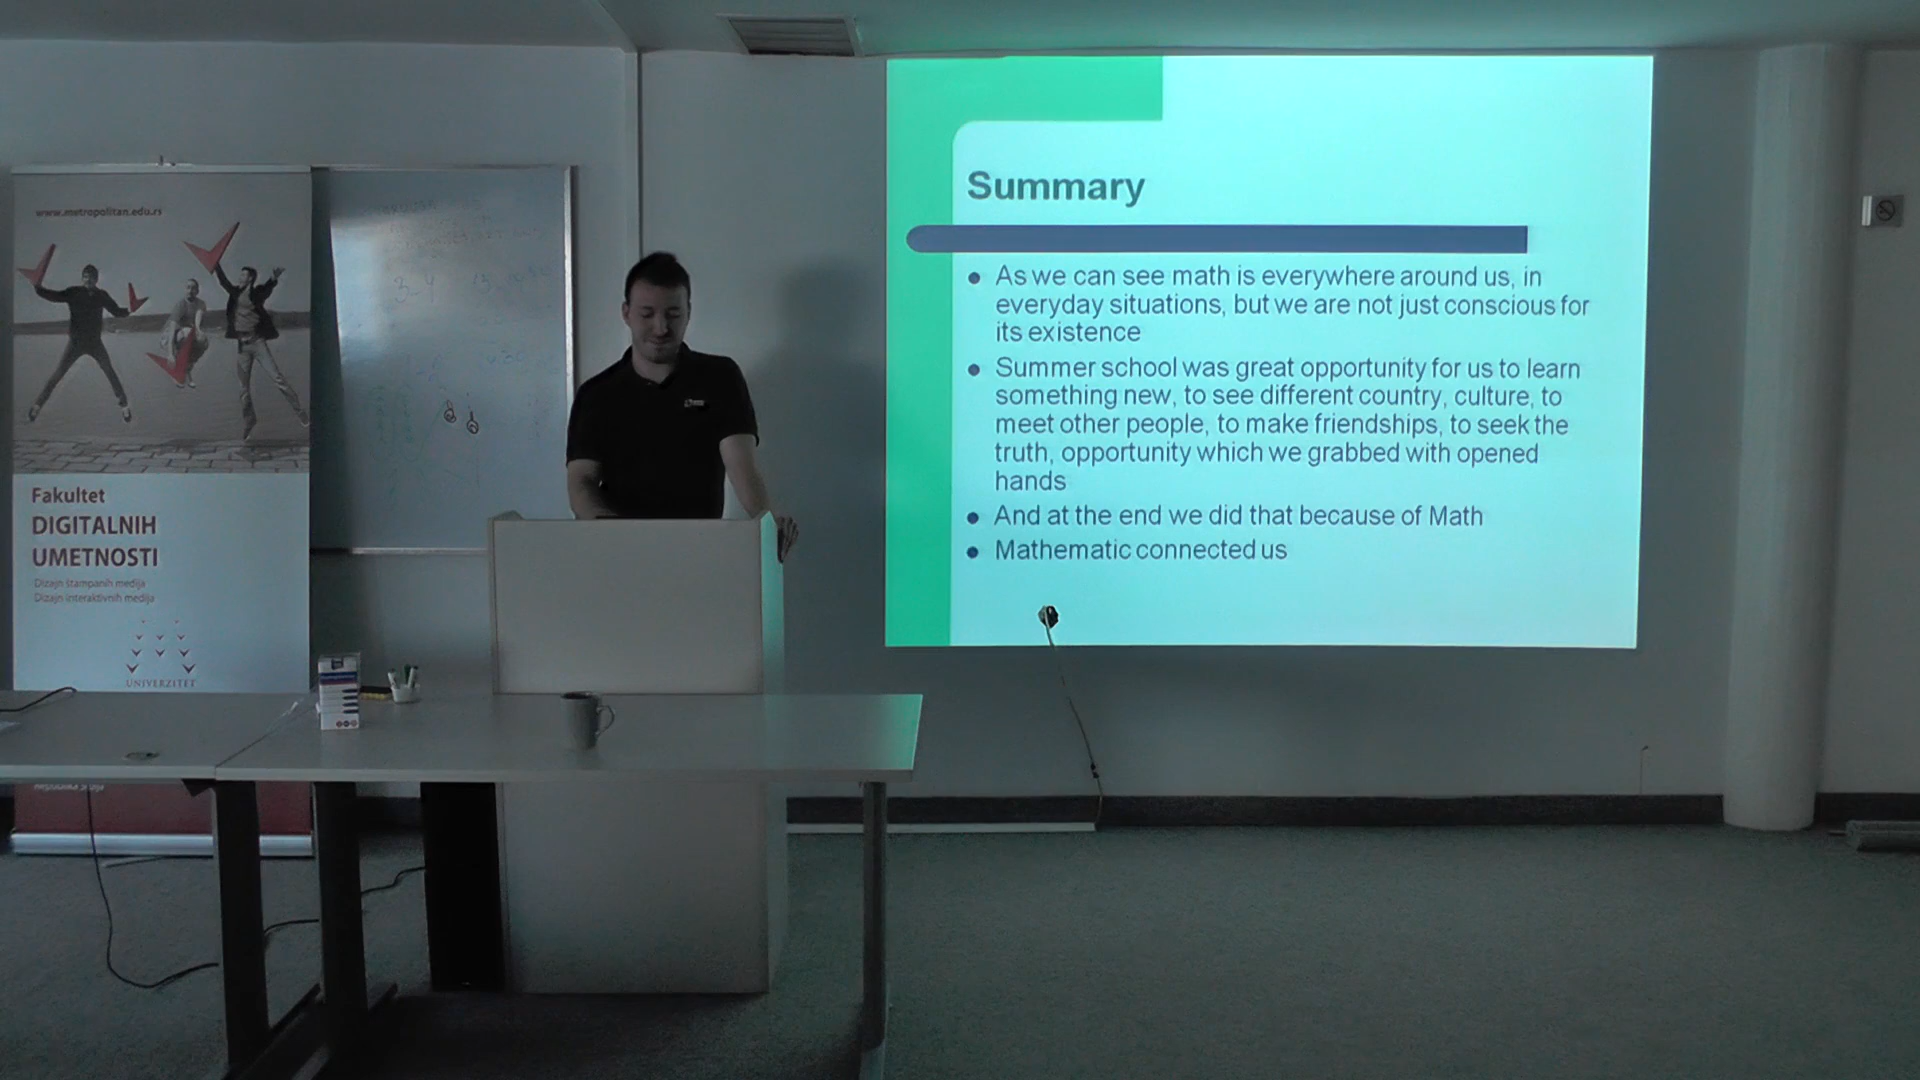 www.metropolitan.edu.rs
Fakultet
DIGITALNIH
UMETNOSTI
Dizajn štampanih medija
Dizajn interaktivnih medija
UNIVERZITET
3-4
Summary
As we can see math is everywhere around us, in
everyday situations, but we are not just conscious for
its existence
Summer school was great opportunity for us to learn
something new, to see different country, culture, to
meet other people, to make friendships, to seek the
truth, opportunity which we grabbed with opened
hands
And at the end we did that because of Math
Mathematic connected us